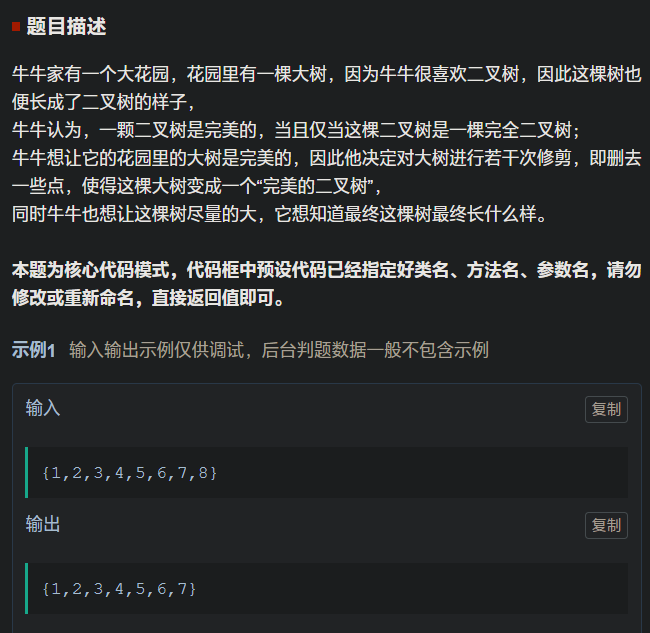 题目描述
牛牛家有一个大花园，花园里有一棵大树，因为牛牛很喜欢二叉树，因此这棵树也
便长成了二叉树的样子，
牛牛认为，一颗二叉树是完美的，当且仅当这棵二叉树是一棵完全二叉树；
牛牛想让它的花园里的大树是完美的，因此他决定对大树进行若干次修剪，即删去
一些点，使得这棵大树变成一个“完美的二叉树”，
同时牛牛也想让这棵树尽量的大，它想知道最终这棵树最终长什么样。
本题为核心代码模式，代码框中预设代码已经指定好类名、方法名、参数名，请勿
修改或重新命名，直接返回值即可。
示例1 输入输出示例仅供调试，后台判题数据一般不包含示例
输入 复制
{1,2,3,4,5,6,7,8}
输出 复制
{1,2,3,4,5,6,7}